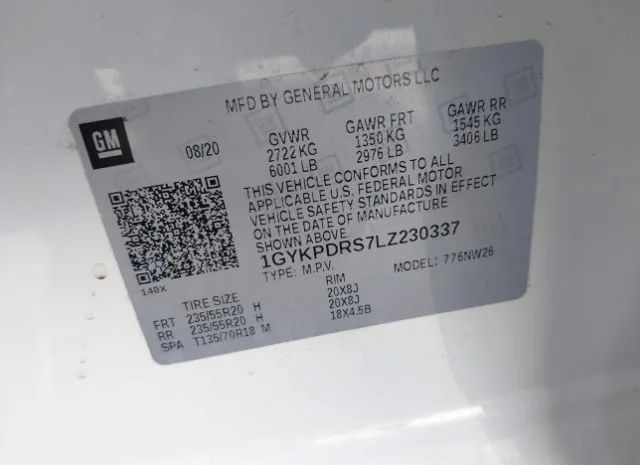 MFD BY GENERAL MOTORS LLC
GM
08/20
GVWR GAWR FRT GAWR RR
2722 KG 1350 KG 1545 KG
6001 LB 2976 LB 3406 LB
THIS VEHICLE CONFORMS TO ALL
APPLICABLE U.S. FEDERAL MOTOR
VEHICLE SAFETY STANDARDS IN EFFECT
ON THE DATE OF MANUFACTURE
1GYKPDRS7LZ230337
TYPE: M.P.V. MODEL: 776NW26
140X
TIRE SIZE RIM
FRT 235/55R20 H 20X8J
RR 235/55R20 H 20X8J
SPA T135/70R18 M 18X4.5B